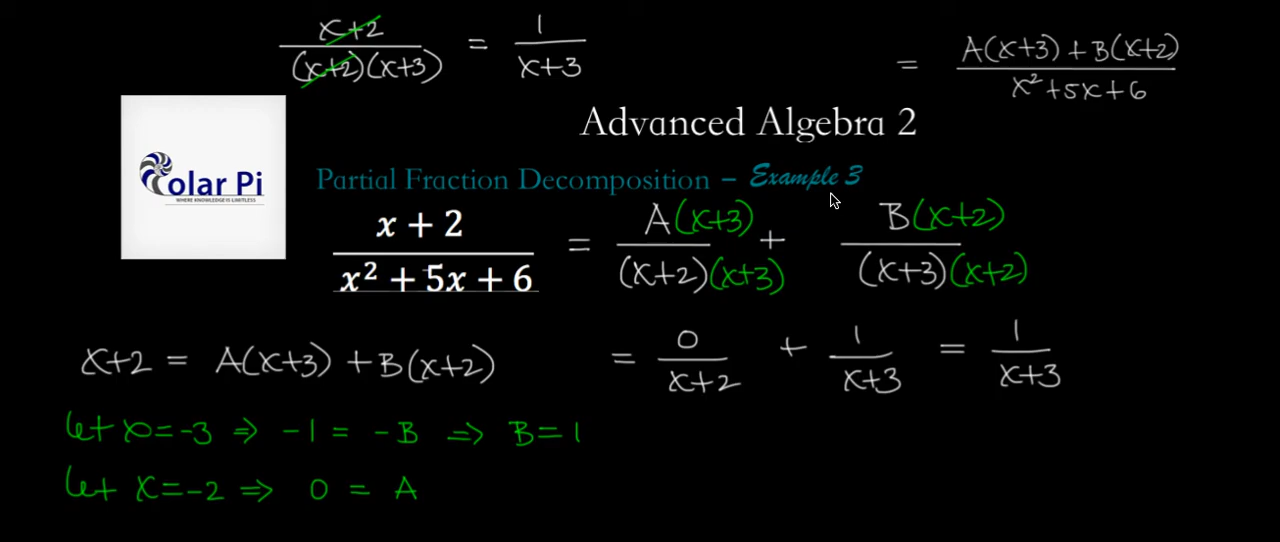 x+2 / (x+2)(x+3) = 1 / x+3
= A(x+3) + B(x+2) / x²+5x+6
Advanced Algebra 2
olar Pi
WHERE KNOWLEDGE IS LIMITLESS
Partial Fraction Decomposition – Example 3
x + 2 / x² + 5x + 6 = A(x+3) / (x+2)(x+3) + B(x+2) / (x+3)(x+2)
x+2 = A(x+3) + B(x+2)
= 0 / x+2 + 1 / x+3 = 1 / x+3
let x=-3 ⇒ -1 = -B ⇒ B=1
let x=-2 ⇒ 0 = A